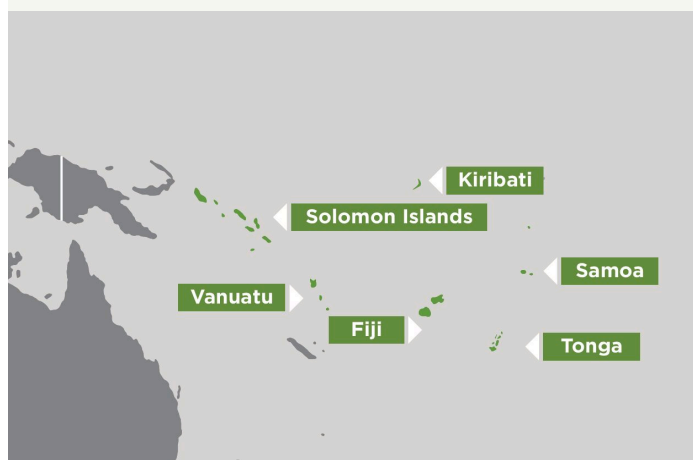 Kiribati
Solomon Islands
Samoa
Vanuatu
Fiji
Tonga